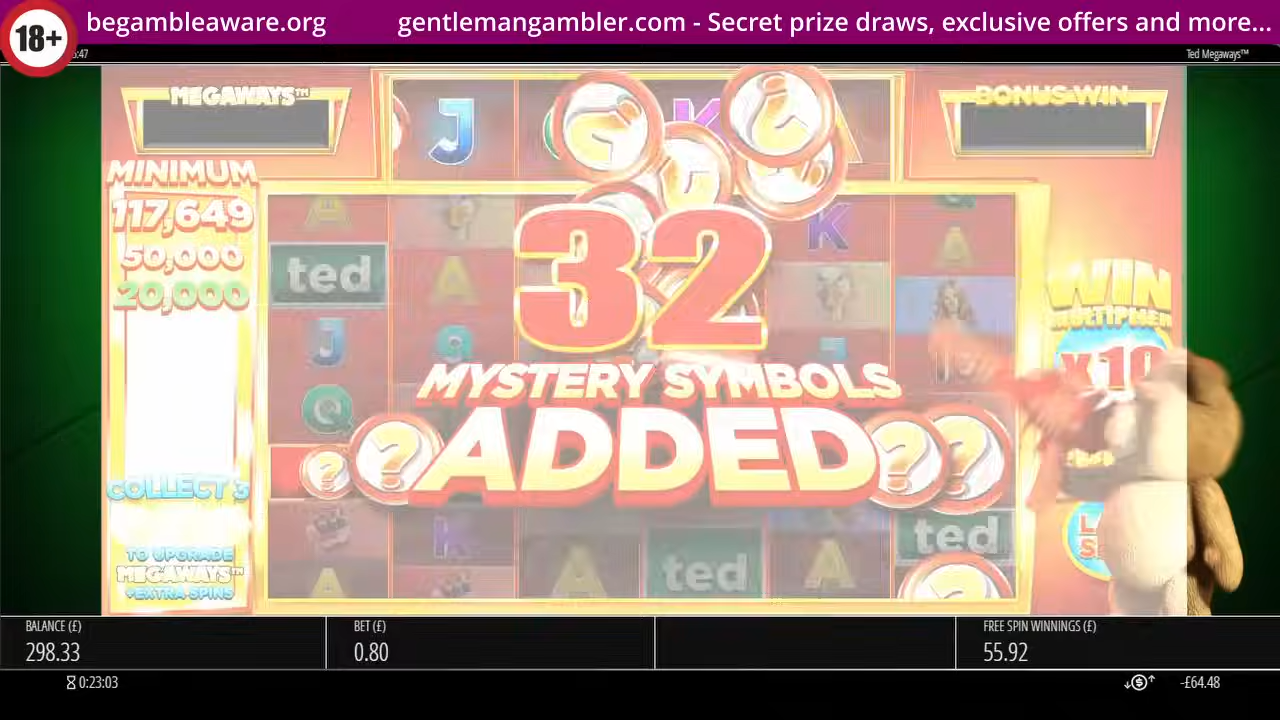 18+
begambleaware.org
gentlemangambler.com - Secret prize draws, exclusive offers and more...
:47
Ted Megaways™
MEGAWAYS™
BONUS WIN
J
K
MINIMUM
117,649
50,000
20,000
COLLECT 3
TO UPGRADE
MEGAWAYS™
+EXTRA SPINS
A
ted
A
J
Q
K
A
32
MYSTERY SYMBOLS
ADDED
?
?
?
?
WIN
MULTIPLIER
X10
K
A
ted
A
ted
A
BALANCE (£)
298.33
BET (£)
0.80
FREE SPIN WINNINGS (£)
55.92
0:23:03
-£64.48